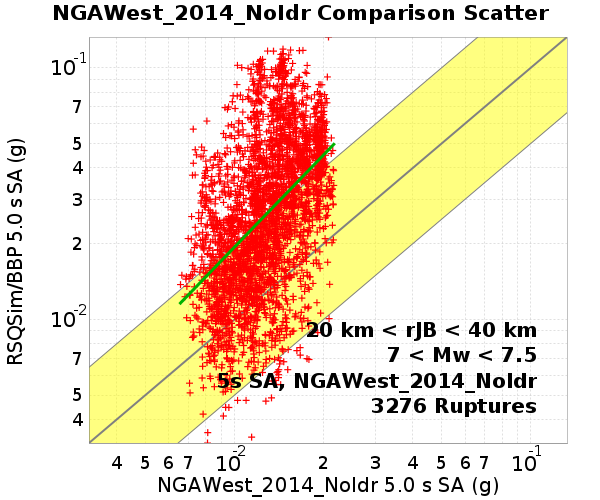 NGAWest_2014_NoIdr Comparison Scatter
RSQSim/BBP 5.0 s SA (g)
10-1
7
5
4
3
2
10-2
7
5
4
20 km < rJB < 40 km
7 < Mw < 7.5
5s SA, NGAWest_2014_NoIdr
3276 Ruptures
4 5 6 7 10-2 2 3 4 5 6 7 10-1
NGAWest_2014_NoIdr 5.0 s SA (g)